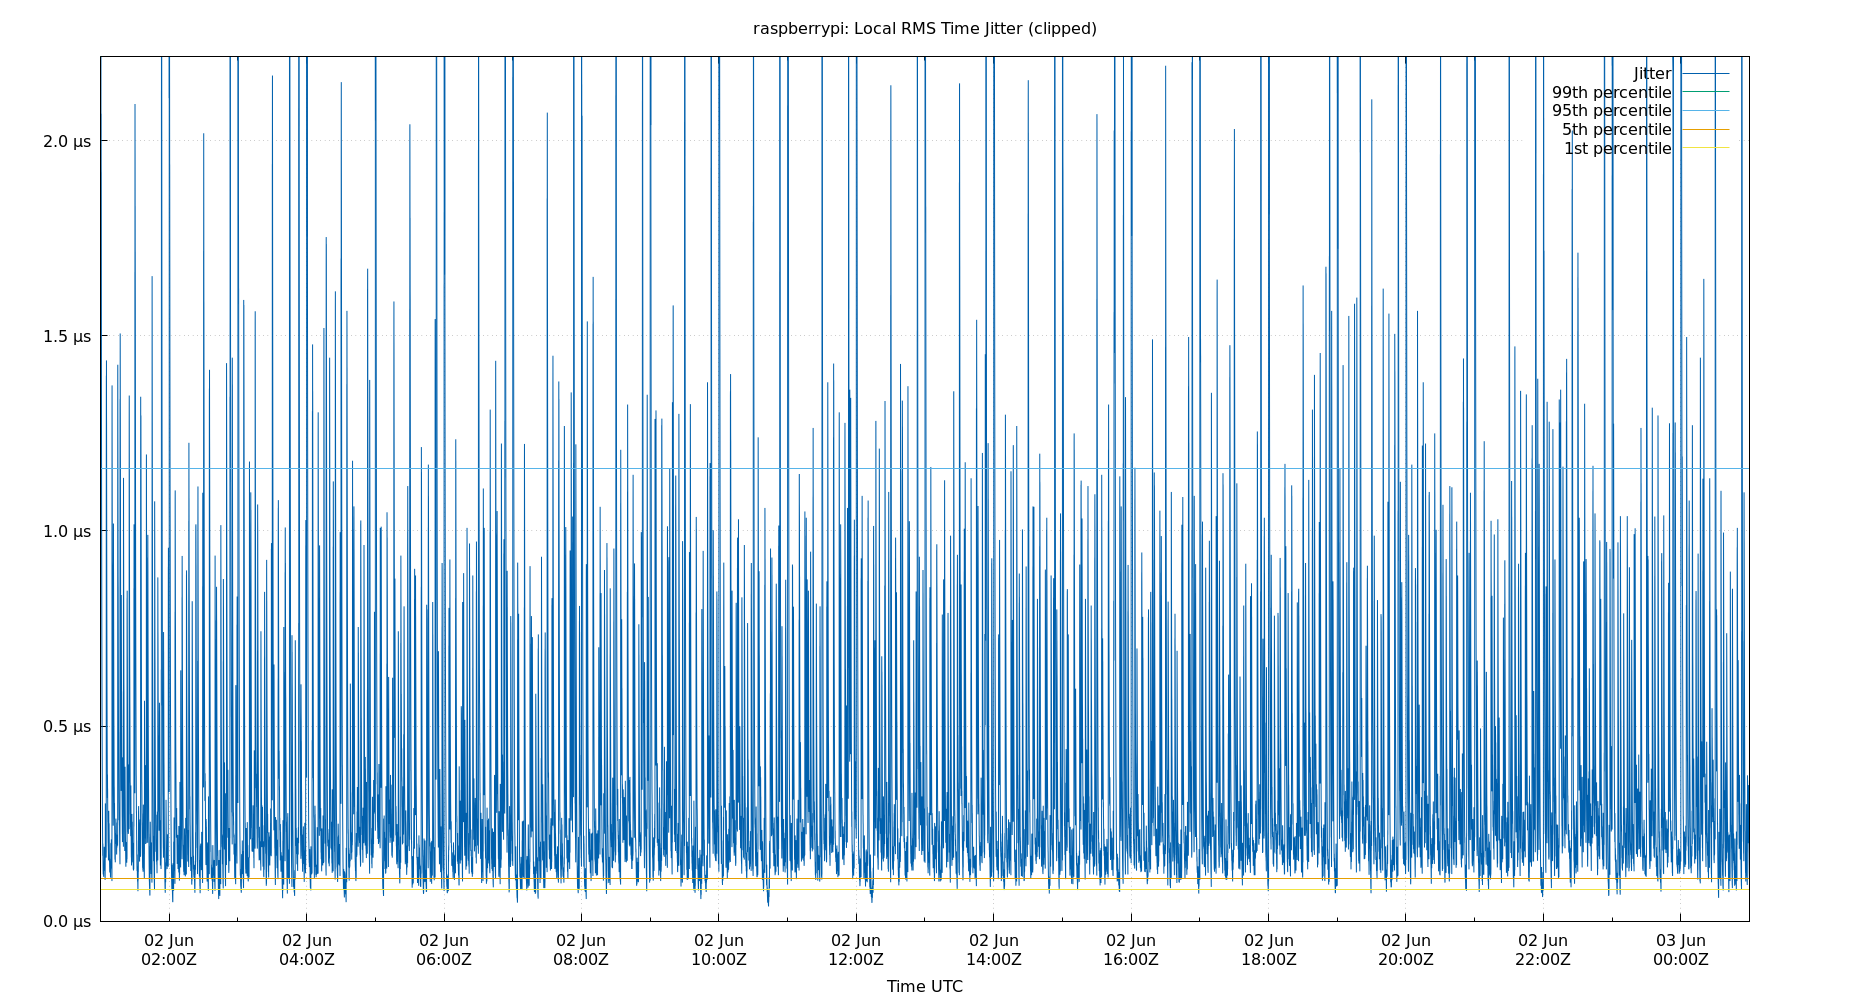 raspberrypi: Local RMS Time Jitter (clipped)
Jitter
99th percentile
95th percentile
5th percentile
1st percentile
2.0 μs
1.5 μs
1.0 μs
0.5 μs
0.0 μs
02 Jun 02 Jun 02 Jun 02 Jun 02 Jun 02 Jun 02 Jun 02 Jun 02 Jun 02 Jun 02 Jun 03 Jun
02:00Z 04:00Z 06:00Z 08:00Z 10:00Z 12:00Z 14:00Z 16:00Z 18:00Z 20:00Z 22:00Z 00:00Z
Time UTC